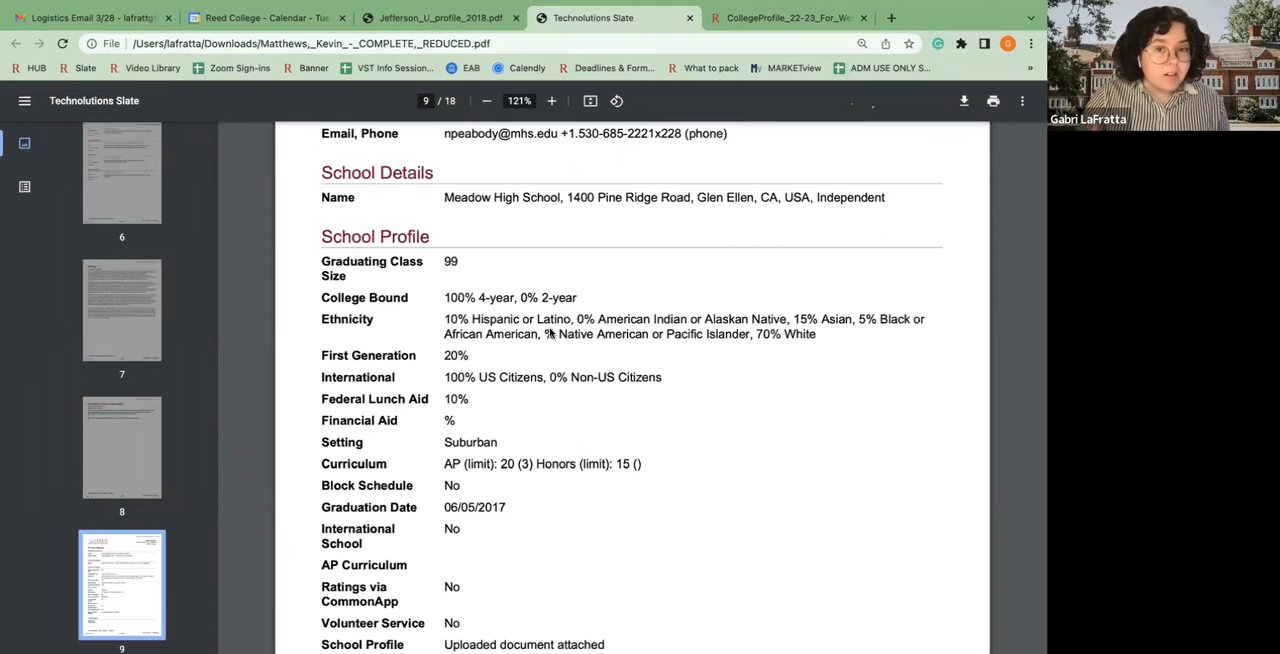 Logistics Email 3/28 - lafrattg@
Reed College - Calendar - Tue
Jefferson_U_profile_2018.pdf
Technolutions Slate
CollegeProfile_22-23_For_We
File
/Users/lafratta/Downloads/Matthews,_Kevin_-_COMPLETE,_REDUCED.pdf
G
HUB
Slate
Video Library
Zoom Sign-ins
Banner
VST Info Session...
Calendly
Deadlines & Form...
What to pack
MARKETview
ADM USE ONLY S...
»
Technolutions Slate
9 / 18
121%
Gabri LaFratta
6
7
8
9
Email, Phone npeabody@mhs.edu +1.530-685-2221x228 (phone)
School Details
Name Meadow High School, 1400 Pine Ridge Road, Glen Ellen, CA, USA, Independent
School Profile
Graduating Class 99
Size
College Bound 100% 4-year, 0% 2-year
Ethnicity 10% Hispanic or Latino, 0% American Indian or Alaskan Native, 15% Asian, 5% Black or
African American, % Native American or Pacific Islander, 70% White
First Generation 20%
International 100% US Citizens, 0% Non-US Citizens
Federal Lunch Aid 10%
Financial Aid %
Setting Suburban
Curriculum AP (limit): 20 (3) Honors (limit): 15 ()
Block Schedule No
Graduation Date 06/05/2017
International No
School
AP Curriculum
Ratings via No
CommonApp
Volunteer Service No
School Profile Uploaded document attached